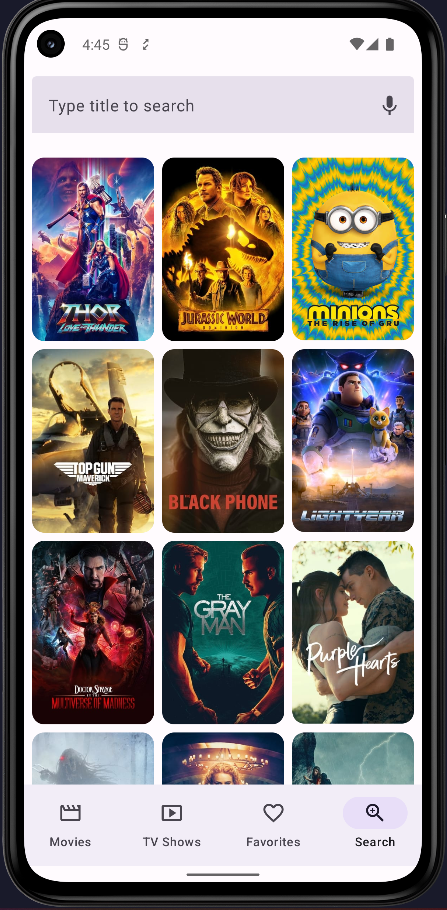 4:45
Type title to search
THOR
LOVE AND THUNDER
JURASSIC WORLD
DOMINION
MINIONS
THE RISE OF GRU
TOP GUN
MAVERICK
BLACK PHONE
LIGHTYEAR
DOCTOR STRANGE
IN THE
MULTIVERSE OF MADNESS
THE
GRAY
MAN
Purple
Hearts
Movies
TV Shows
Favorites
Search